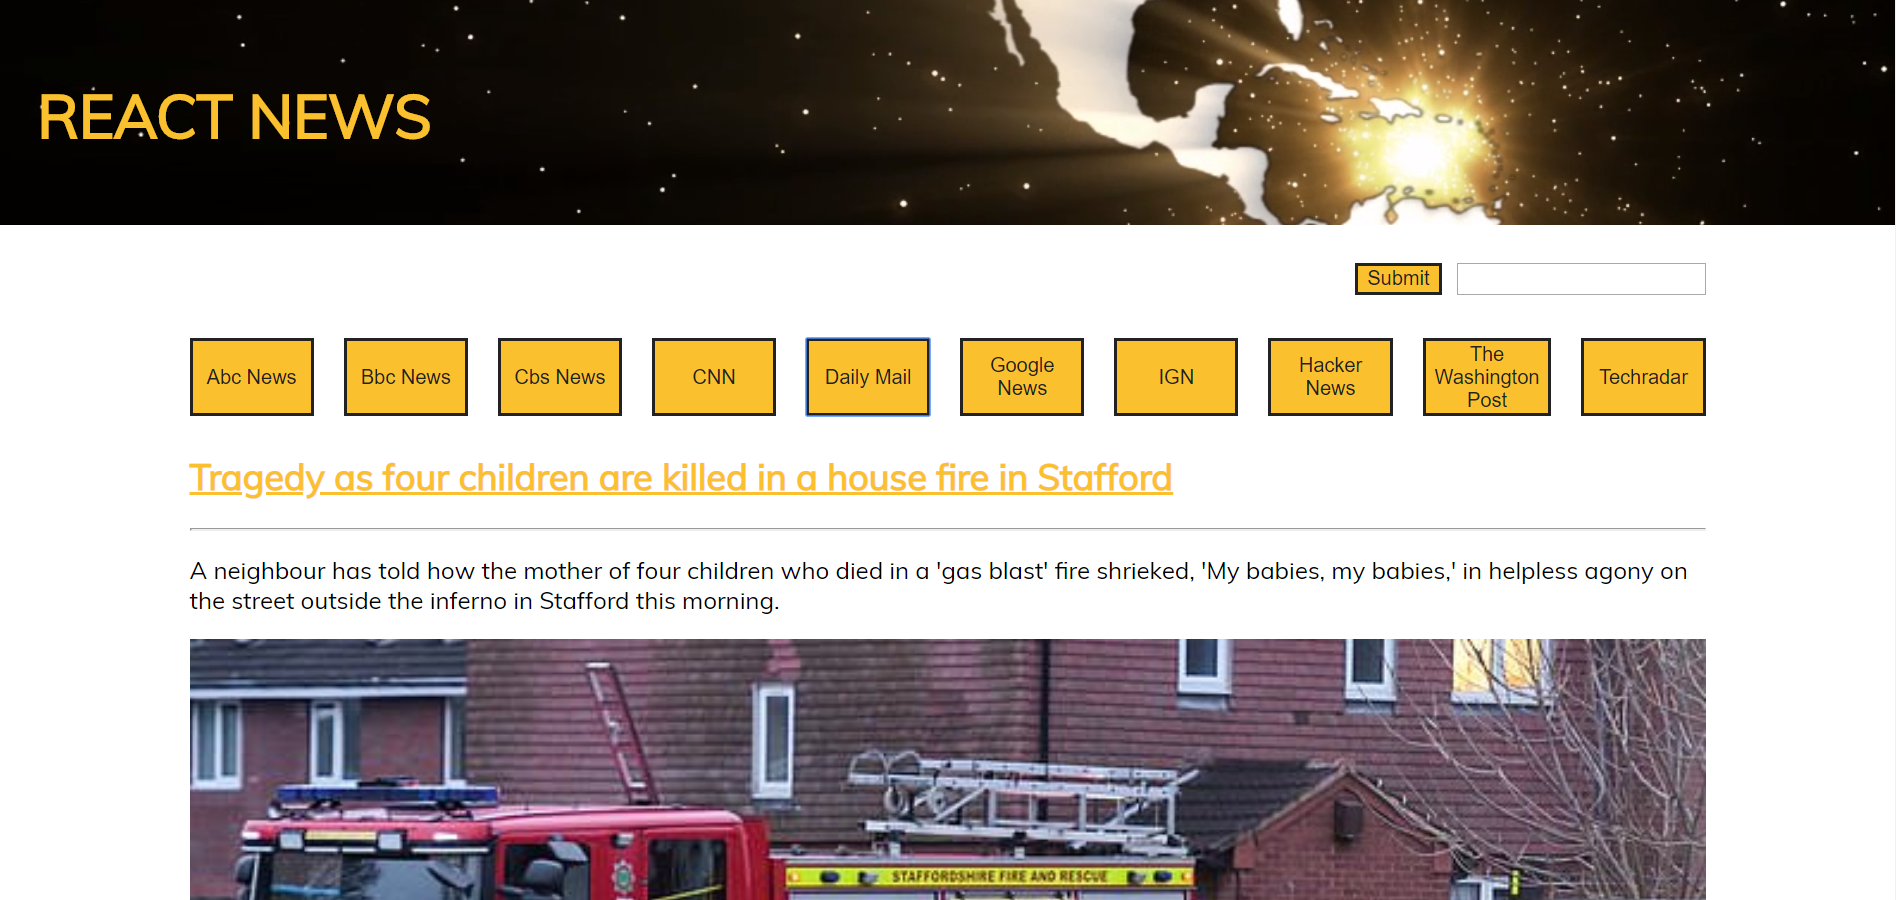 REACT NEWS
Submit
Abc News
Bbc News
Cbs News
CNN
Daily Mail
Google
News
IGN
Hacker
News
The
Washington
Post
Techradar
Tragedy as four children are killed in a house fire in Stafford
A neighbour has told how the mother of four children who died in a 'gas blast' fire shrieked, 'My babies, my babies,' in helpless agony on
the street outside the inferno in Stafford this morning.
STAFFORDSHIRE FIRE AND RESCUE